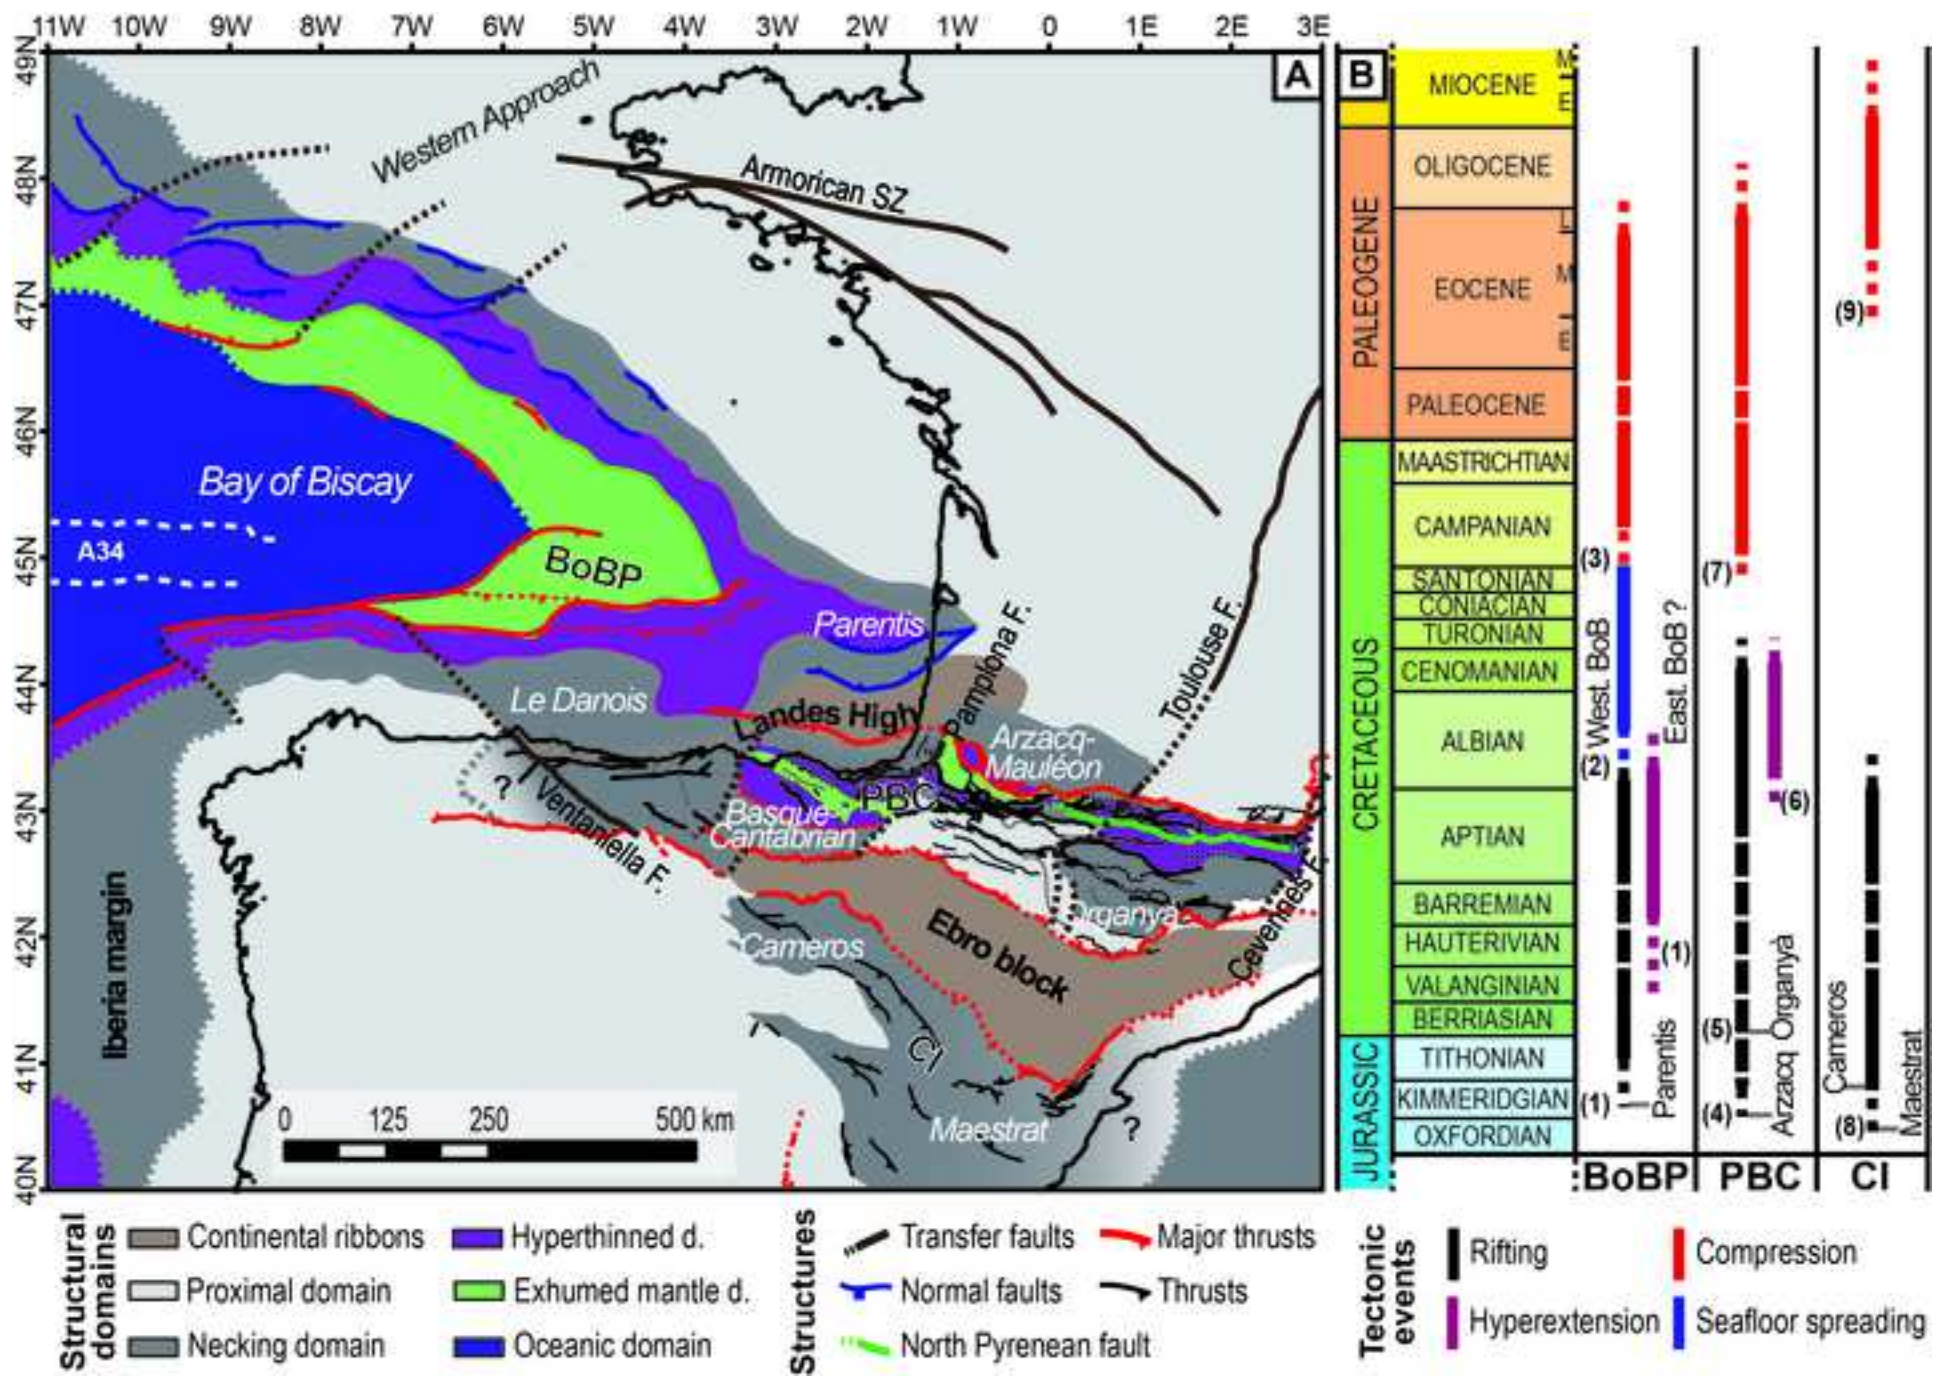 11W 10W 9W 8W 7W 6W 5W 4W 3W 2W 1W 0 1E 2E 3E
49N
48N
47N
46N
45N
44N
43N
42N
41N
40N
A
Western Approach
Armorican SZ
Bay of Biscay
A34
BoBP
Parentis
Pamplona F.
Toulouse F.
Le Danois
Landes High
Arzacq-
Mauléon
?
Ventaniella F.
PBC
Basque-
Cantabrian
Organyà
Cevennes F.
Ebro block
Cameros
Iberia margin
CI
Maestrat
?
0 125 250 500 km
B
MIOCENE
M
E
PALEOGENE
OLIGOCENE
EOCENE
L
M
E
PALEOCENE
CRETACEOUS
MAASTRICHTIAN
CAMPANIAN
SANTONIAN
CONIACIAN
TURONIAN
CENOMANIAN
ALBIAN
APTIAN
BARREMIAN
HAUTERIVIAN
VALANGINIAN
BERRIASIAN
JURASSIC
TITHONIAN
KIMMERIDGIAN
OXFORDIAN
(3)
West. BoB
East. BoB ?
(2)
(1)
(1)
Parentis
(7)
(6)
(5)
Organyà
(4)
Arzacq
(9)
Cameros
(8)
Maestrat
BoBP PBC CI
Structural
domains
Continental ribbons
Proximal domain
Necking domain
Hyperthinned d.
Exhumed mantle d.
Oceanic domain
Structures
Transfer faults
Normal faults
North Pyrenean fault
Major thrusts
Thrusts
Tectonic
events
Rifting
Hyperextension
Compression
Seafloor spreading